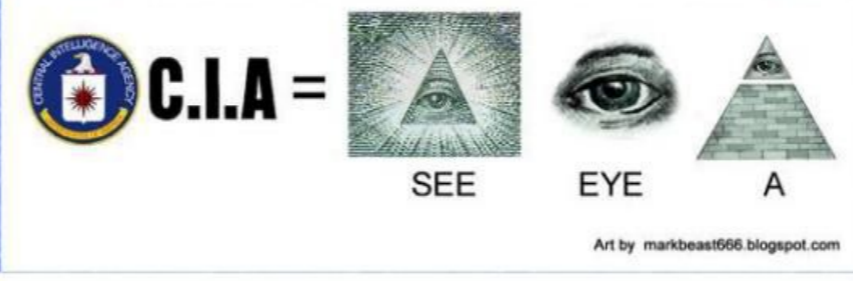 CENTRAL INTELLIGENCE AGENCY
C.I.A =
SEE EYE A
Art by markbeast666.blogspot.com